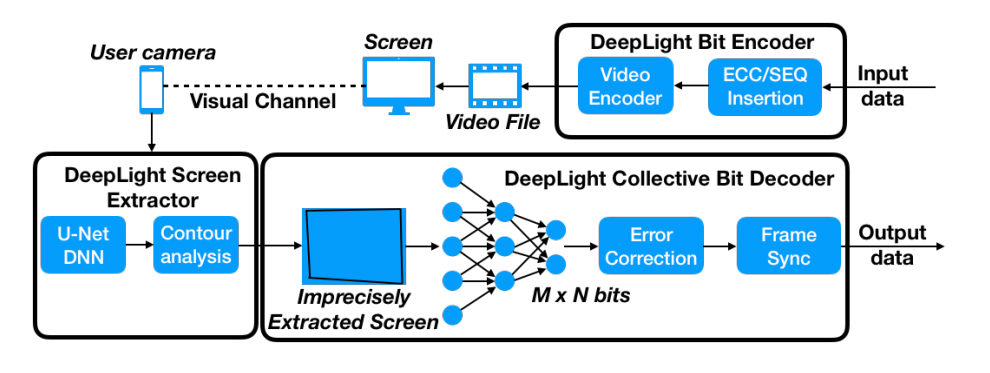 DeepLight Bit Encoder
User camera
Screen
Video
Encoder
ECC/SEQ
Insertion
Input
data
Visual Channel
Video File
DeepLight Screen
Extractor
DeepLight Collective Bit Decoder
U-Net
DNN
Contour
analysis
Error
Correction
Frame
Sync
Output
data
Imprecisely
Extracted Screen
M x N bits